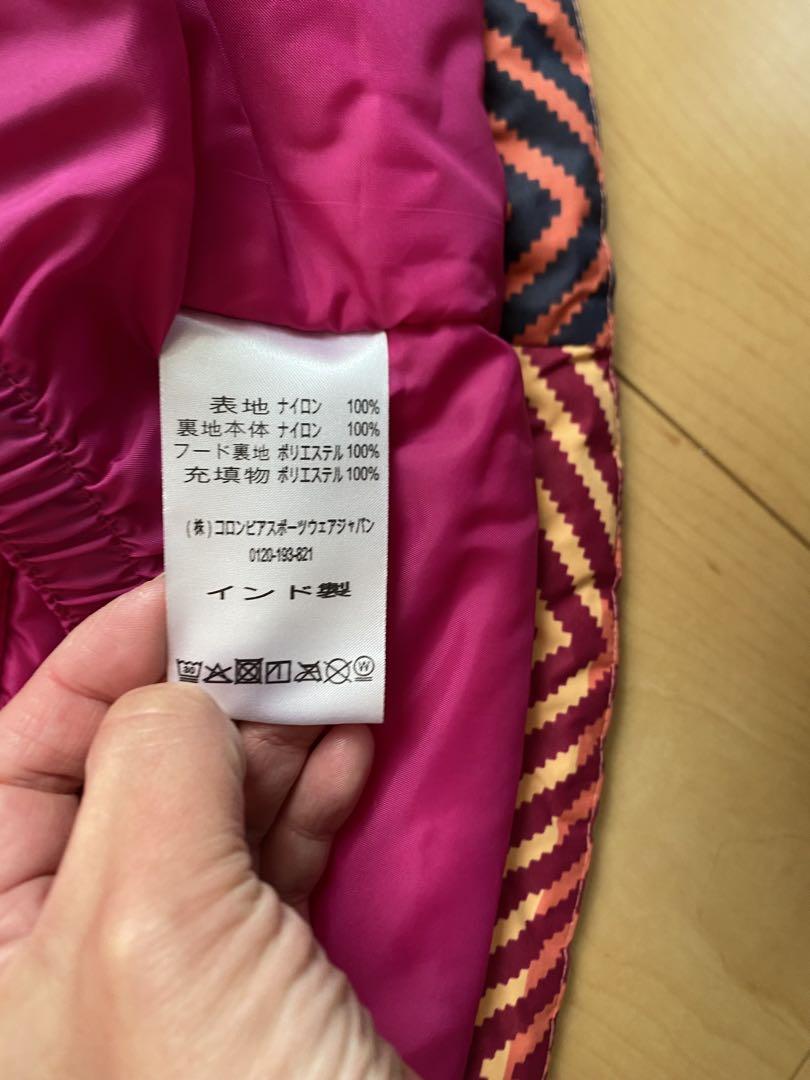 表地 ナイロン 100%
裏地本体 ナイロン 100%
フード裏地 ポリエステル 100%
充填物 ポリエステル 100%
(株)コロンビアスポーツウェアジャパン
0120-193-821
インド製
W